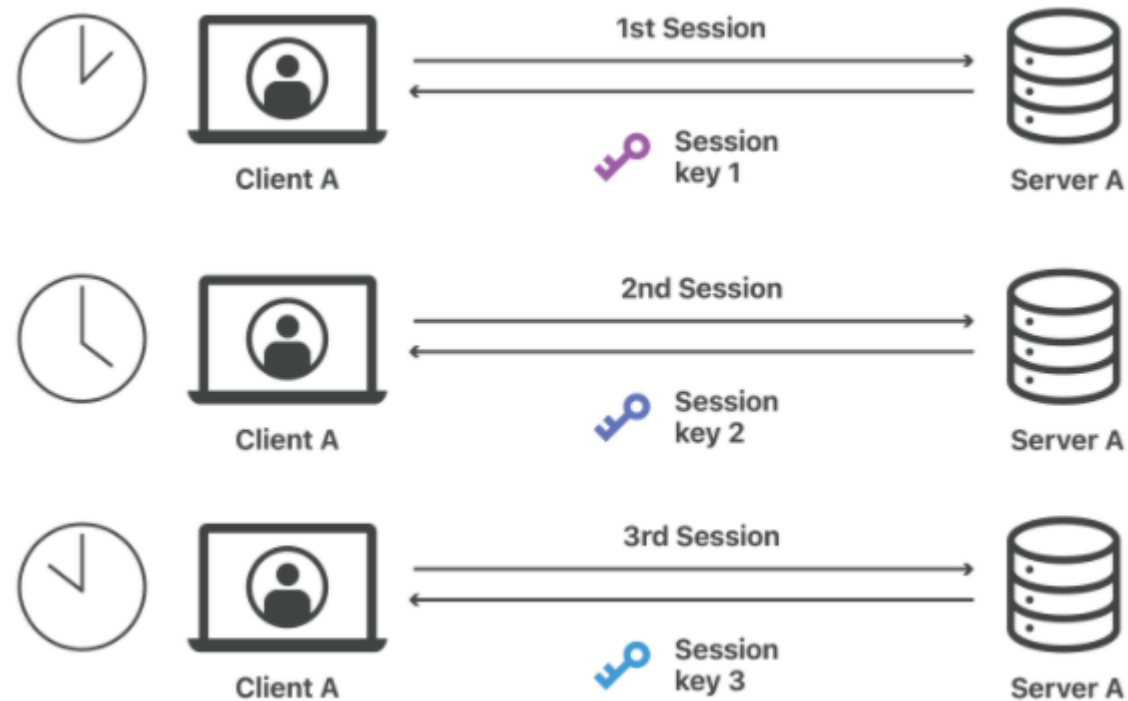 1st Session
Session
key 1
Client A
Server A
2nd Session
Session
key 2
Client A
Server A
3rd Session
Session
key 3
Client A
Server A